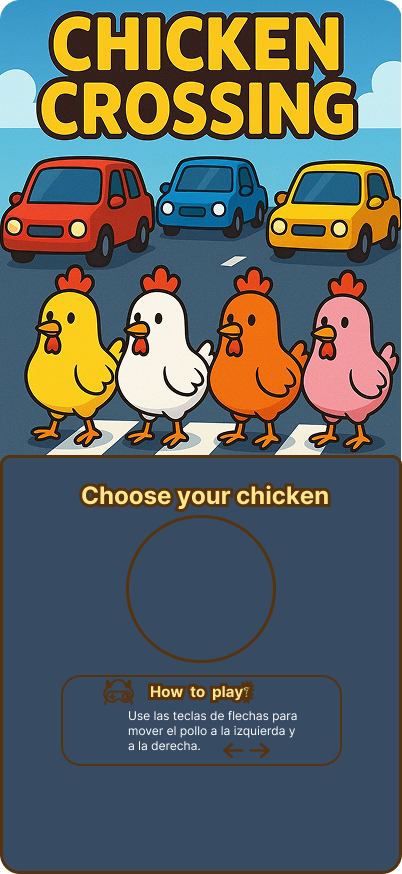 CHICKEN
CROSSING
Choose your chicken
How to play?
Use las teclas de flechas para
mover el pollo a la izquierda y
a la derecha.